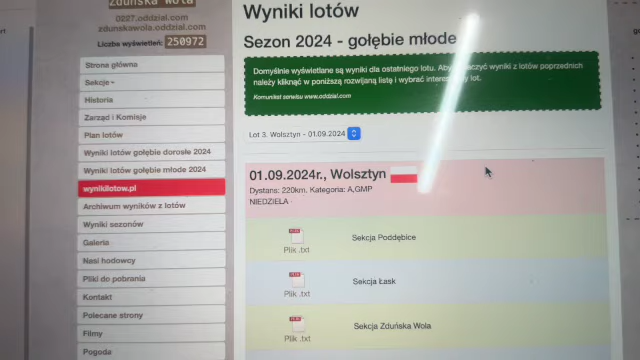 Zduńska Wola
0227.oddzial.com
zdunskawola.oddzial.com
Liczba wyświetleń: 250972
Strona główna
Sekcje
Historia
Zarząd i Komisje
Plan lotów
Wyniki lotów gołębie dorosłe 2024
Wyniki lotów gołębie młode 2024
wynikilotow.pl
Archiwum wyników z lotów
Wyniki sezonów
Galeria
Nasi hodowcy
Pliki do pobrania
Kontakt
Polecane strony
Filmy
Pogoda
Wyniki lotów
Sezon 2024 - gołębie młode
Domyślnie wyświetlane są wyniki dla ostatniego lotu. Aby wyniki z lotów poprzednich
należy kliknąć w poniższą rozwijaną listę i wybrać lot.
Komunikat serwisu www.oddzial.com
Lot 3. Wolsztyn - 01.09.2024
01.09.2024r., Wolsztyn
Dystans: 220km. Kategoria: A,GMP
NIEDZIELA
Plik .txt
Sekcja Poddębice
Plik .txt
Sekcja Łask
Plik .txt
Sekcja Zduńska Wola